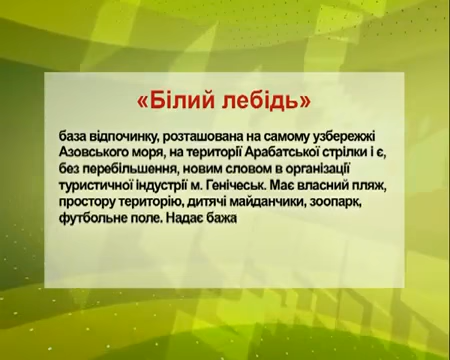 «Білий лебідь»
база відпочинку, розташована на самому узбережжі
Азовського моря, на території Арабатської стрілки і є,
без перебільшення, новим словом в організації
туристичної індустрії м. Генічеськ. Має власний пляж,
простору територію, дитячі майданчики, зоопарк,
футбольне поле. Надає бажа